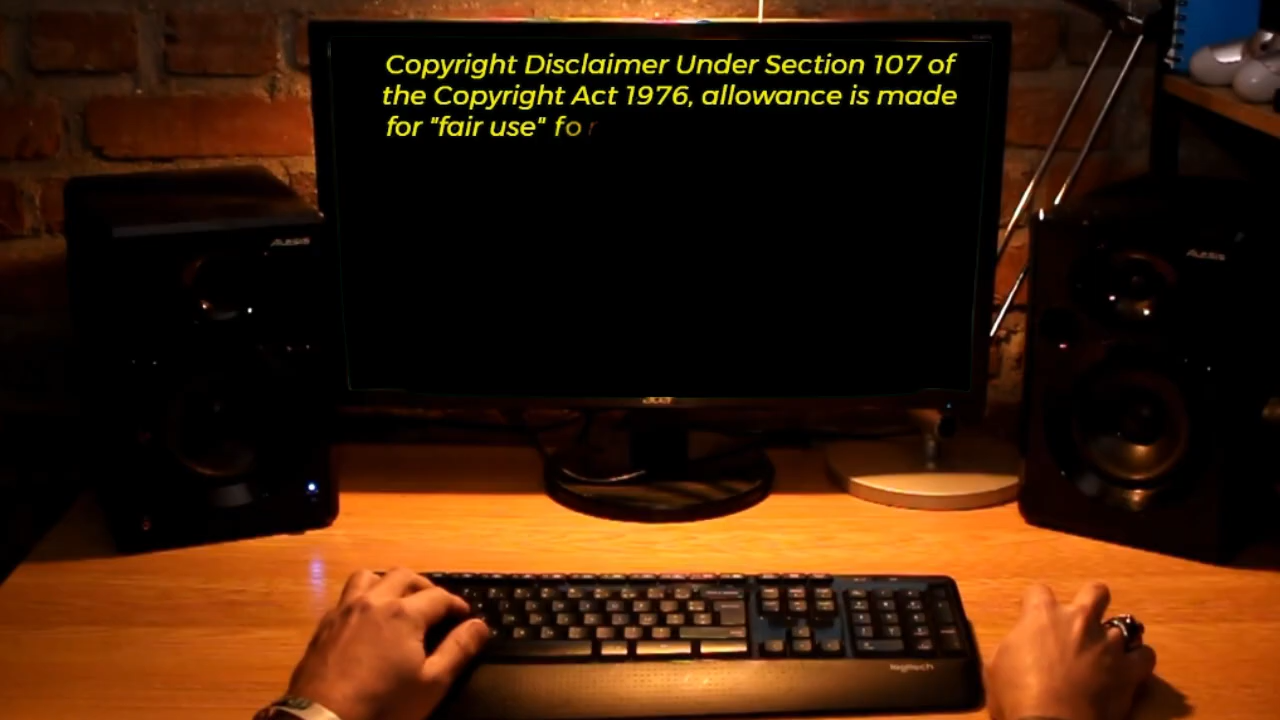 Copyright Disclaimer Under Section 107 of
the Copyright Act 1976, allowance is made
for "fair use" for
ALESIS
ALESIS
acer
logitech